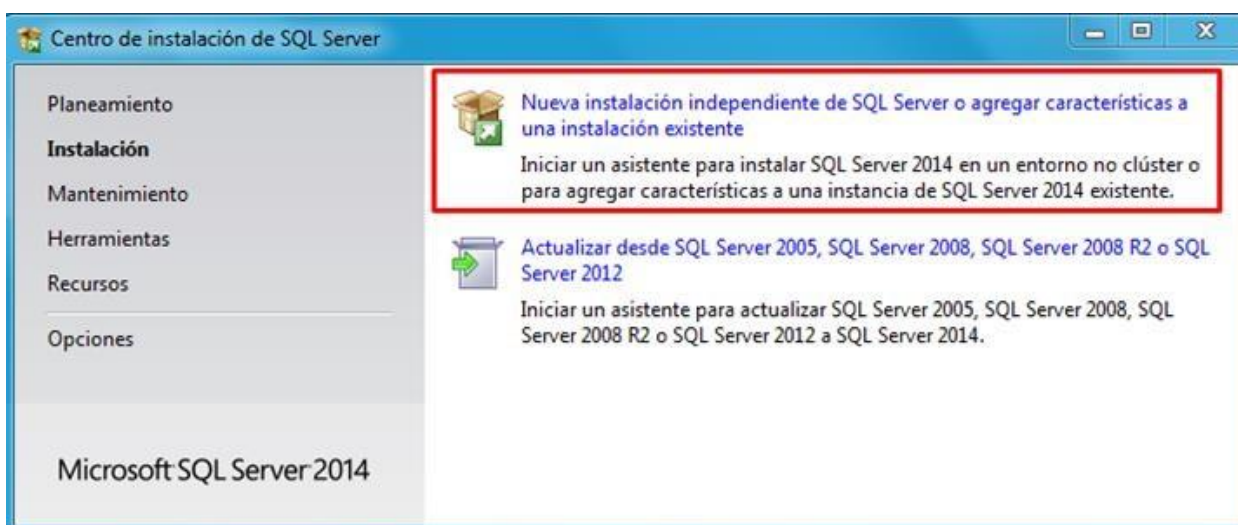 Centro de instalación de SQL Server
Planeamiento
Instalación
Mantenimiento
Herramientas
Recursos
Opciones
Microsoft SQL Server 2014
Nueva instalación independiente de SQL Server o agregar características a
una instalación existente
Iniciar un asistente para instalar SQL Server 2014 en un entorno no clúster o
para agregar características a una instancia de SQL Server 2014 existente.
Actualizar desde SQL Server 2005, SQL Server 2008, SQL Server 2008 R2 o SQL
Server 2012
Iniciar un asistente para actualizar SQL Server 2005, SQL Server 2008, SQL
Server 2008 R2 o SQL Server 2012 a SQL Server 2014.